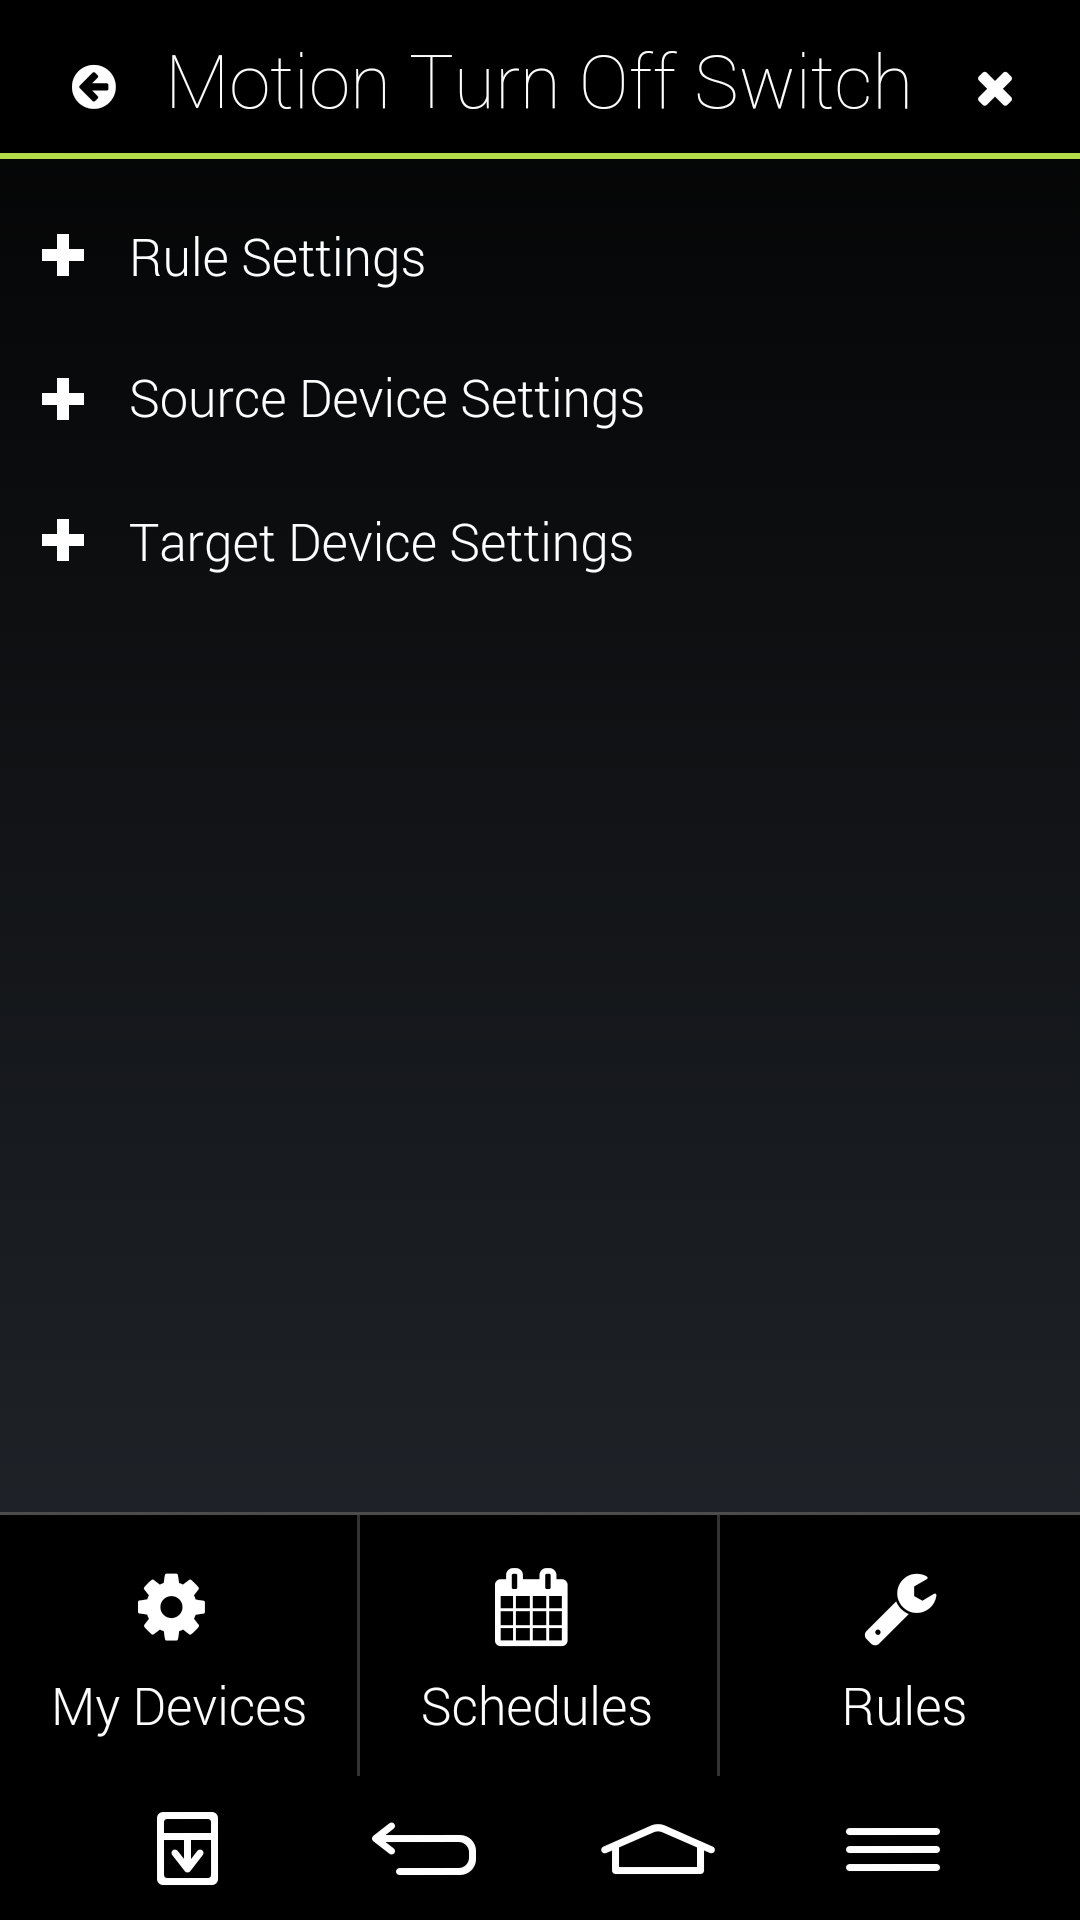 Motion Turn Off Switch
Rule Settings
Source Device Settings
Target Device Settings
My Devices
Schedules
Rules